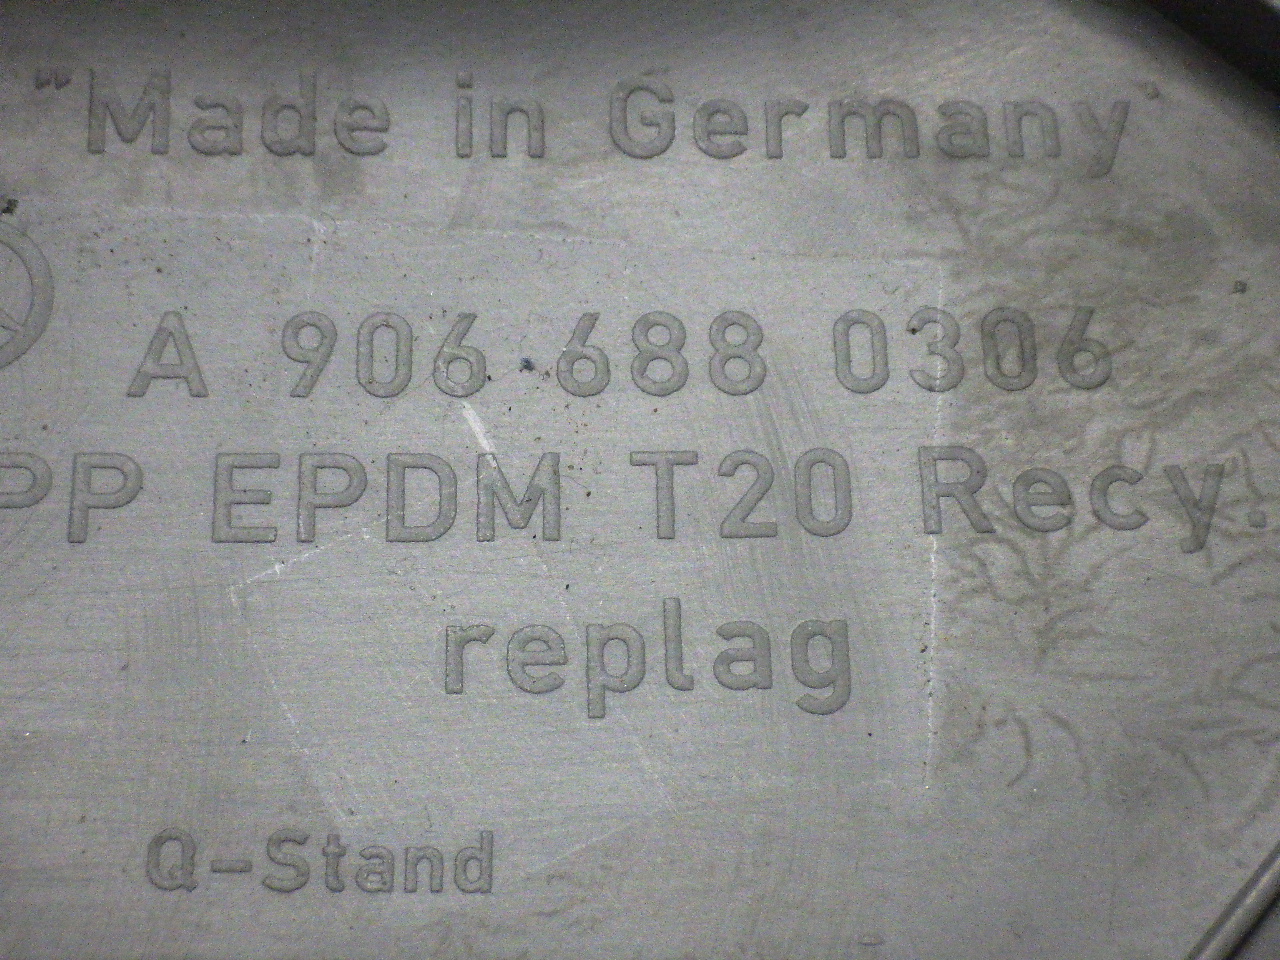 "Made in Germany"
A 906 688 0306
PP EPDM T20 Recy.
replag
Q-Stand